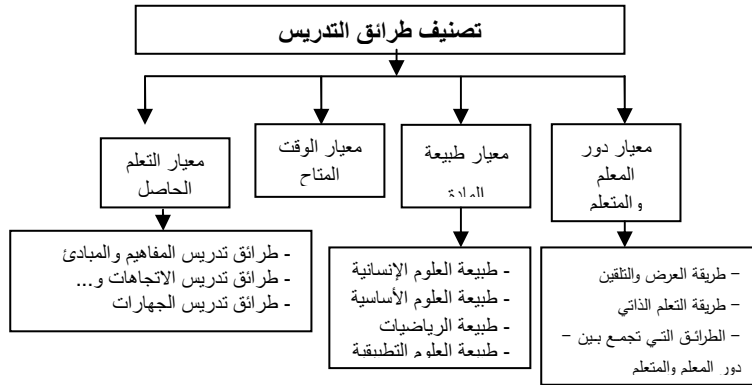 تصنيف طرائق التدريس
معيار دور
المعلم
والمتعلم
معيار طبيعة
المادة
معيار الوقت
المتاح
معيار التعلم
الحاصل
– طريقة العرض والتلقين
– طريقة التعلم الذاتي
– الطرائق التي تجمع بين –
دور المعلم والمتعلم
- طبيعة العلوم الإنسانية
- طبيعة العلوم الأساسية
- طبيعة الرياضيات
- طبيعة العلوم التطبيقية
- طرائق تدريس المفاهيم والمبادئ
- طرائق تدريس الاتجاهات و...
- طرائق تدريس الجهارات